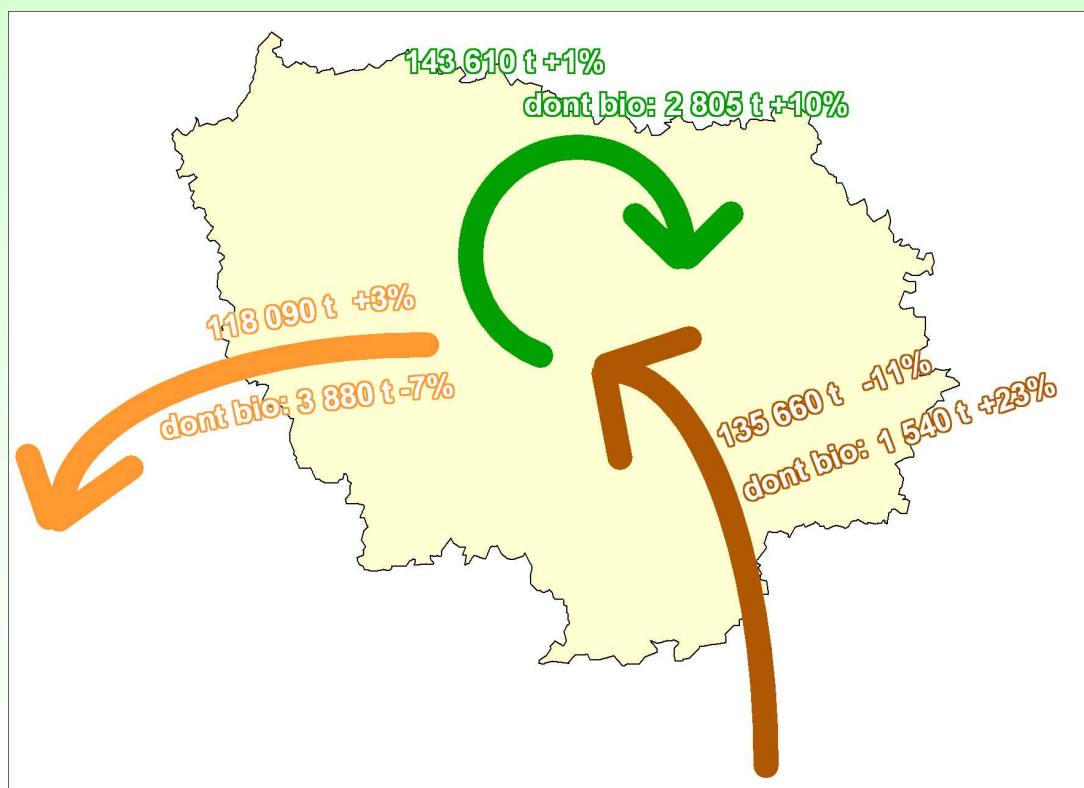 143 610 t +1%
dont bio: 2 805 t +10%
118 090 t +3%
dont bio: 3 880 t -7%
135 660 t -11%
dont bio: 1 540 t +23%